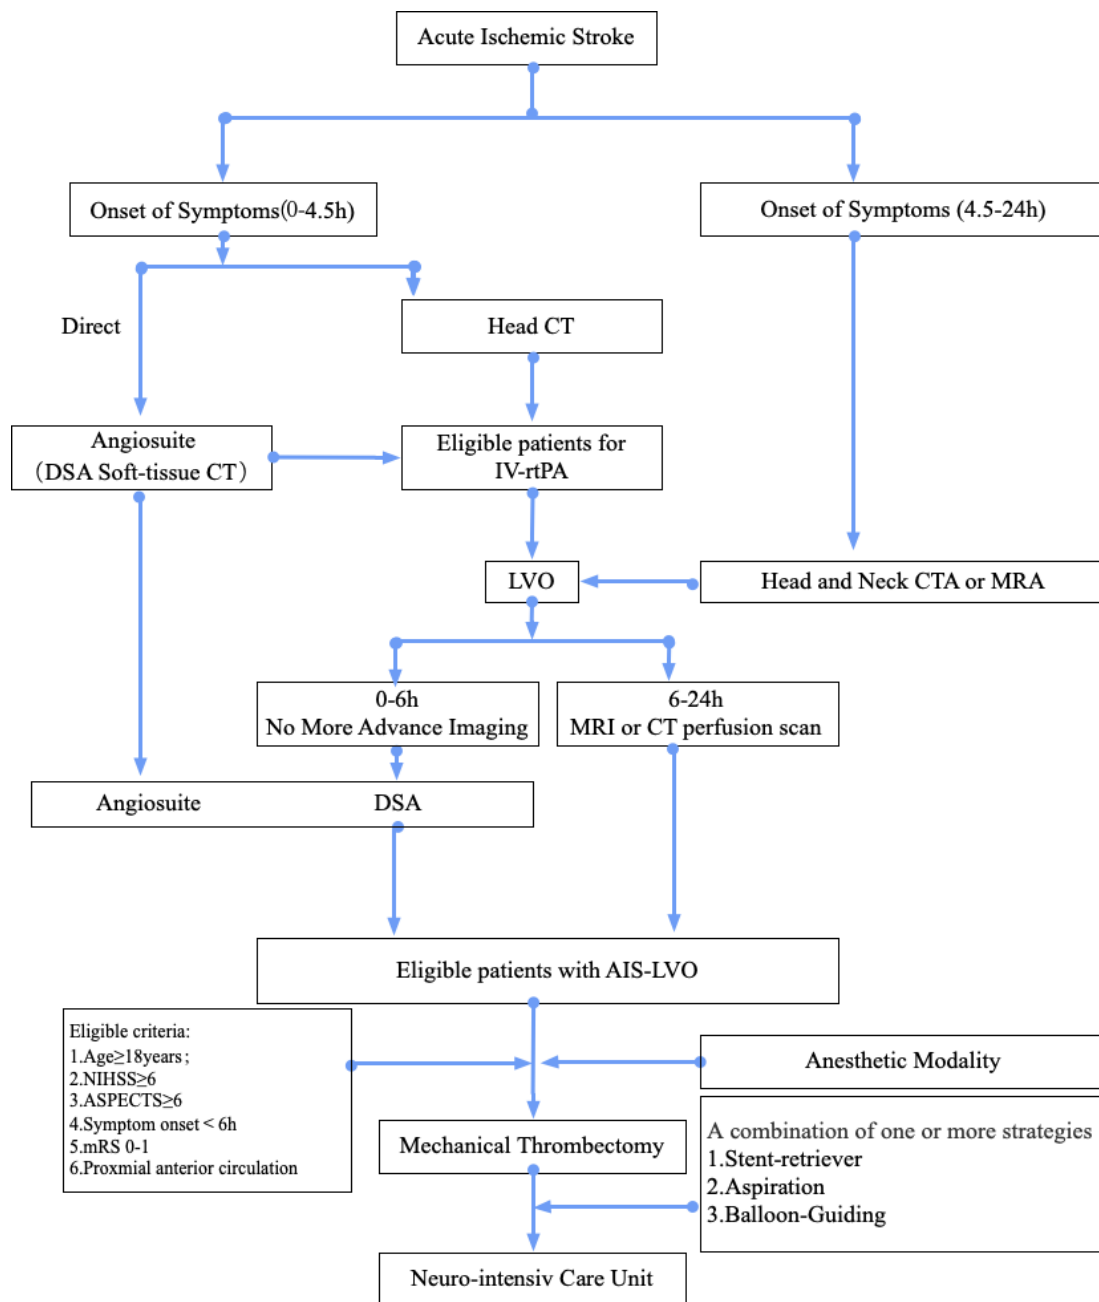 Acute Ischemic Stroke
Onset of Symptoms(0-4.5h)
Onset of Symptoms (4.5-24h)
Direct
Head CT
Angiosuite
（DSA Soft-tissue CT）
Eligible patients for
IV-rtPA
LVO
Head and Neck CTA or MRA
0-6h
No More Advance Imaging
6-24h
MRI or CT perfusion scan
Angiosuite
DSA
Eligible patients with AIS-LVO
Eligible criteria:
1.Age≥18years；
2.NIHSS≥6
3.ASPECTS≥6
4.Symptom onset < 6h
5.mRS 0-1
6.Proxmial anterior circulation
Anesthetic Modality
Mechanical Thrombectomy
A combination of one or more strategies
1.Stent-retriever
2.Aspiration
3.Balloon-Guiding
Neuro-intensiv Care Unit